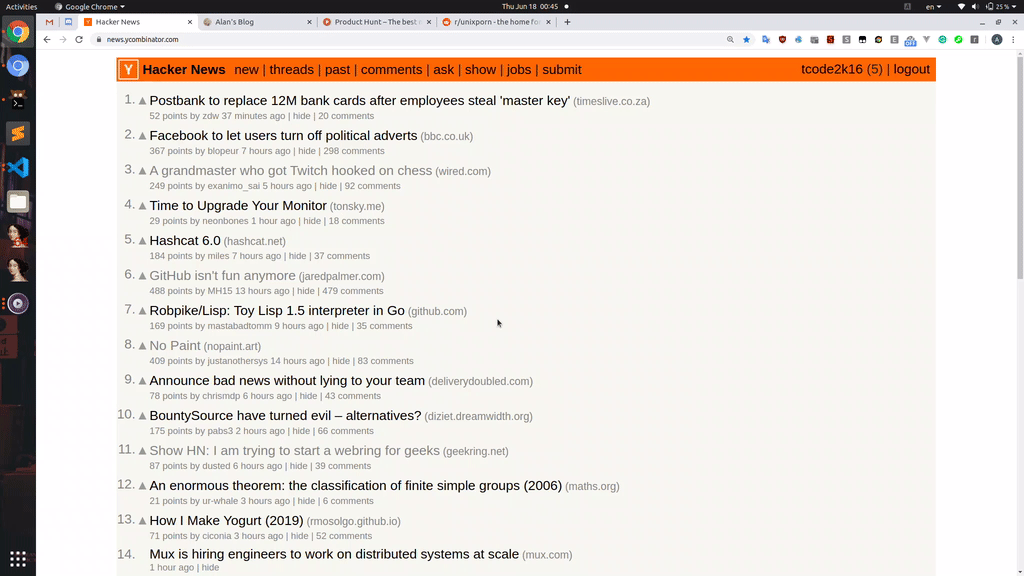 Activities Google Chrome Thu Jun 18 00:45 en 25%
Hacker News Alan's Blog Product Hunt – The best r/unixporn - the home fo
news.ycombinator.com
Y Hacker News new | threads | past | comments | ask | show | jobs | submit tcode2k16 (5) | logout
1. Postbank to replace 12M bank cards after employees steal 'master key' (timeslive.co.za)
52 points by zdw 37 minutes ago | hide | 20 comments
2. Facebook to let users turn off political adverts (bbc.co.uk)
367 points by blopeur 7 hours ago | hide | 298 comments
3. A grandmaster who got Twitch hooked on chess (wired.com)
249 points by exanimo_sai 5 hours ago | hide | 92 comments
4. Time to Upgrade Your Monitor (tonsky.me)
29 points by neonbones 1 hour ago | hide | 18 comments
5. Hashcat 6.0 (hashcat.net)
184 points by miles 7 hours ago | hide | 37 comments
6. GitHub isn't fun anymore (jaredpalmer.com)
488 points by MH15 13 hours ago | hide | 479 comments
7. Robpike/Lisp: Toy Lisp 1.5 interpreter in Go (github.com)
169 points by mastabadtomm 9 hours ago | hide | 35 comments
8. No Paint (nopaint.art)
409 points by justanothersys 14 hours ago | hide | 83 comments
9. Announce bad news without lying to your team (deliverydoubled.com)
78 points by chrismdp 6 hours ago | hide | 43 comments
10. BountySource have turned evil – alternatives? (diziet.dreamwidth.org)
175 points by pabs3 2 hours ago | hide | 66 comments
11. Show HN: I am trying to start a webring for geeks (geekring.net)
87 points by dusted 6 hours ago | hide | 39 comments
12. An enormous theorem: the classification of finite simple groups (2006) (maths.org)
21 points by ur-whale 3 hours ago | hide | 6 comments
13. How I Make Yogurt (2019) (rmosolgo.github.io)
71 points by ciconia 3 hours ago | hide | 52 comments
14. Mux is hiring engineers to work on distributed systems at scale (mux.com)
1 hour ago | hide